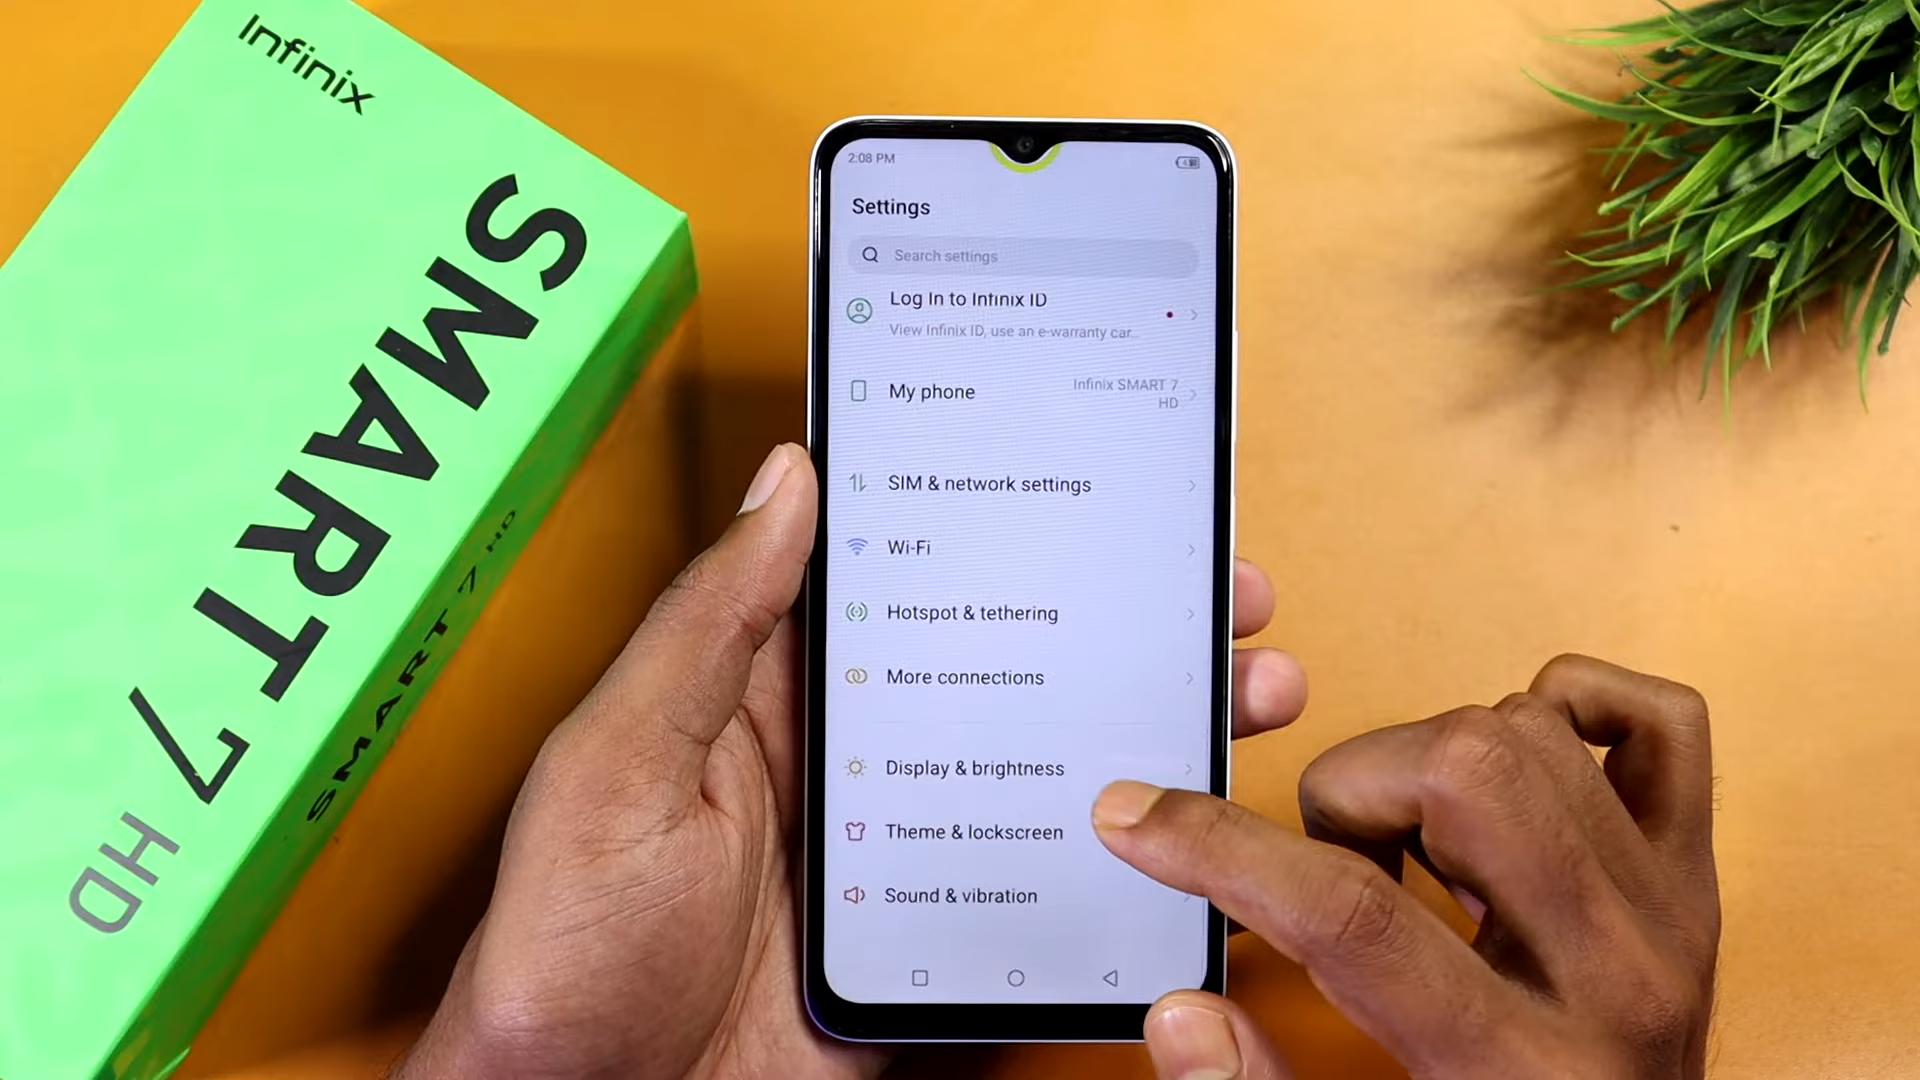 Infinix
SMART 7
HD
SMART 7 HD
2:08 PM
Settings
Search settings
Log In to Infinix ID
View Infinix ID, use an e-warranty car...
My phone
Infinix SMART 7
HD
SIM & network settings
Wi-Fi
Hotspot & tethering
More connections
Display & brightness
Theme & lockscreen
Sound & vibration